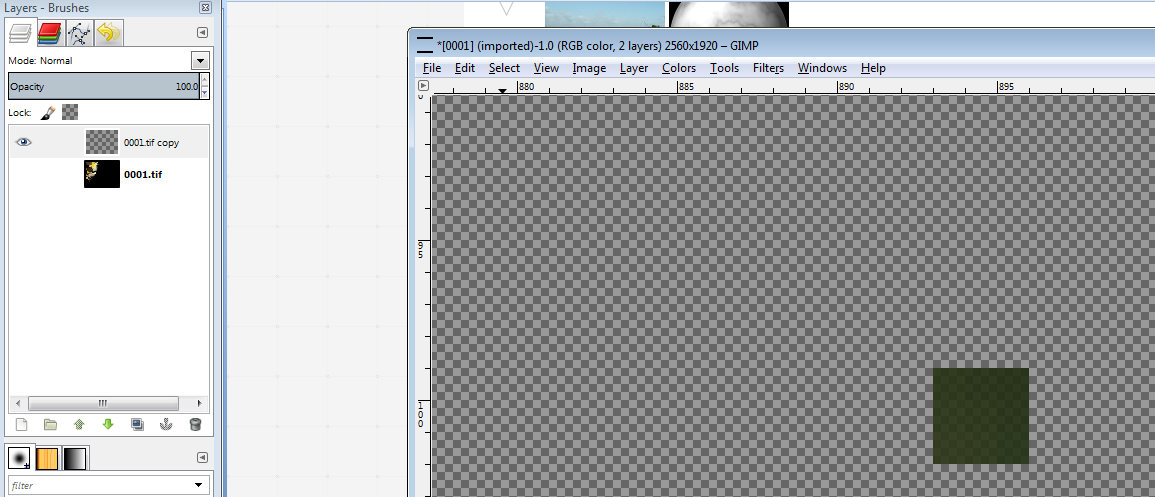 Layers - Brushes
*[0001] (imported)-1.0 (RGB color, 2 layers) 2560x1920 – GIMP
Mode: Normal
File Edit Select View Image Layer Colors Tools Filters Windows Help
Opacity 100.0
880 885 890 895
0
Lock:
0001.tif copy
0001.tif
95
100
filter